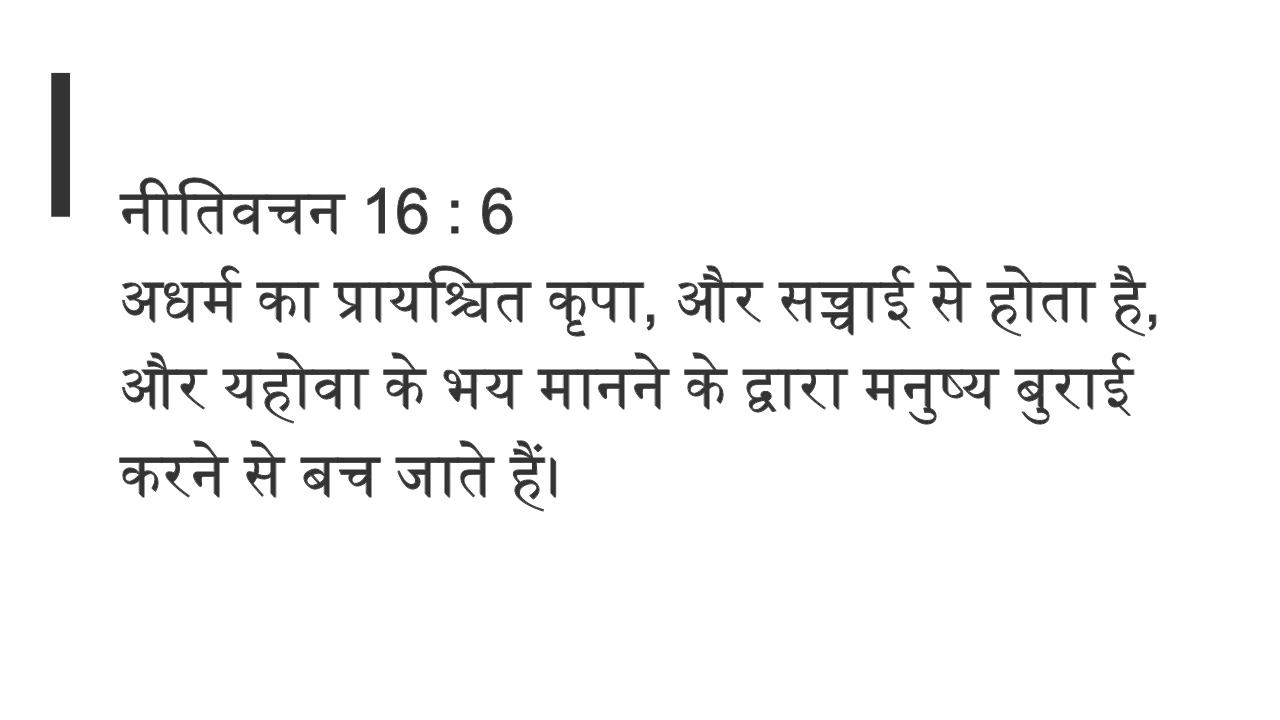 नीतिवचन 16 : 6
अधर्म का प्रायश्चित कृपा, और सच्चाई से होता है,
और यहोवा के भय मानने के द्वारा मनुष्य बुराई
करने से बच जाते हैं।